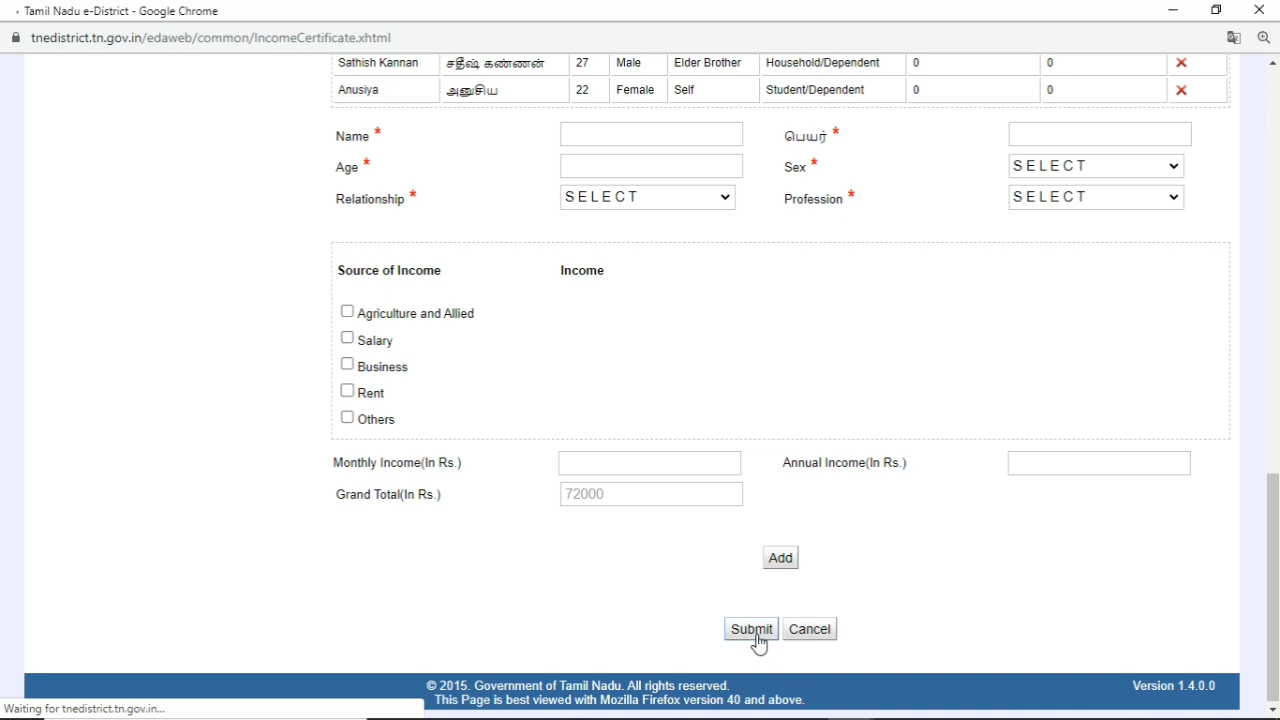 Tamil Nadu e-District - Google Chrome
tnedistrict.tn.gov.in/edaweb/common/IncomeCertificate.xhtml
Sathish Kannan சதீஷ் கண்ணன் 27 Male Elder Brother Household/Dependent 0 0
Anusiya அனுசிய 22 Female Self Student/Dependent 0 0
Name * பெயர் *
Age * Sex * SELECT
Relationship * SELECT Profession * SELECT
Source of Income Income
Agriculture and Allied
Salary
Business
Rent
Others
Monthly Income(In Rs.) Annual Income(In Rs.)
Grand Total(In Rs.) 72000
Add
Submit Cancel
© 2015. Government of Tamil Nadu. All rights reserved. Version 1.4.0.0
This Page is best viewed with Mozilla Firefox version 40 and above.
Waiting for tnedistrict.tn.gov.in...